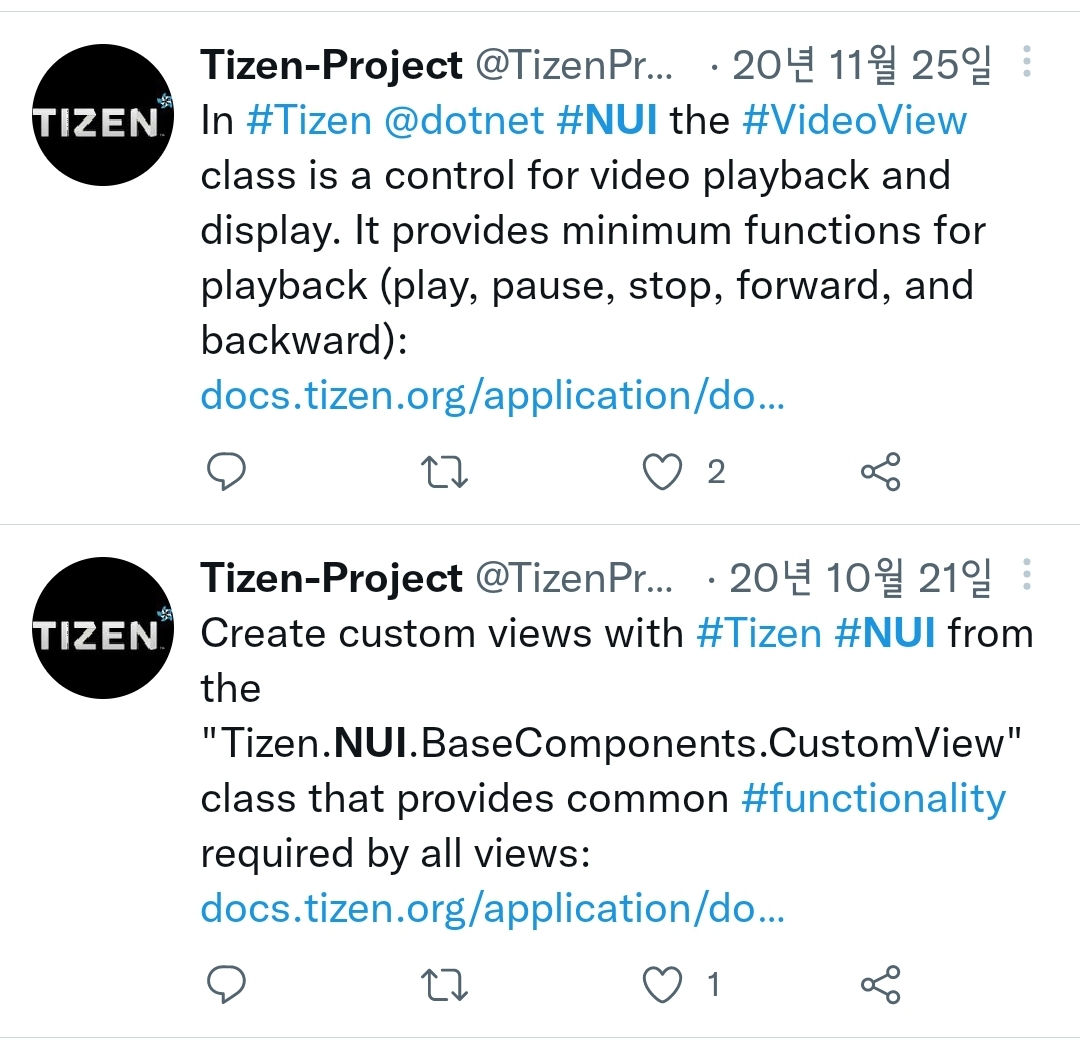 TIZEN
Tizen-Project @TizenPr... · 20년 11월 25일
In #Tizen @dotnet #NUI the #VideoView
class is a control for video playback and
display. It provides minimum functions for
playback (play, pause, stop, forward, and
backward):
docs.tizen.org/application/do...
2
TIZEN
Tizen-Project @TizenPr... · 20년 10월 21일
Create custom views with #Tizen #NUI from
the
"Tizen.NUI.BaseComponents.CustomView"
class that provides common #functionality
required by all views:
docs.tizen.org/application/do...
1